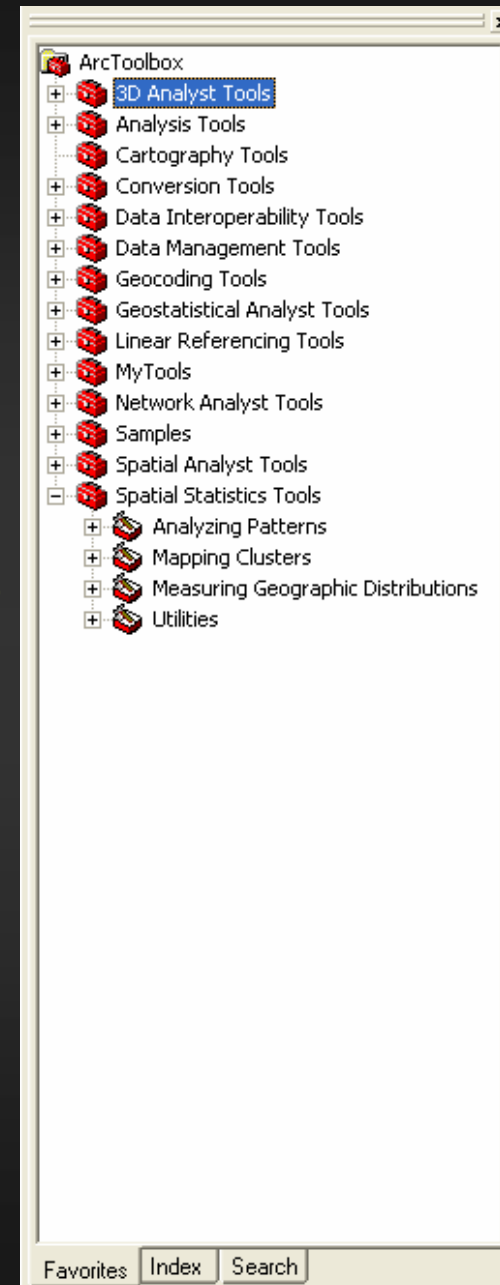 ArcToolbox
3D Analyst Tools
Analysis Tools
Cartography Tools
Conversion Tools
Data Interoperability Tools
Data Management Tools
Geocoding Tools
Geostatistical Analyst Tools
Linear Referencing Tools
MyTools
Network Analyst Tools
Samples
Spatial Analyst Tools
Spatial Statistics Tools
Analyzing Patterns
Mapping Clusters
Measuring Geographic Distributions
Utilities
Favorites Index Search